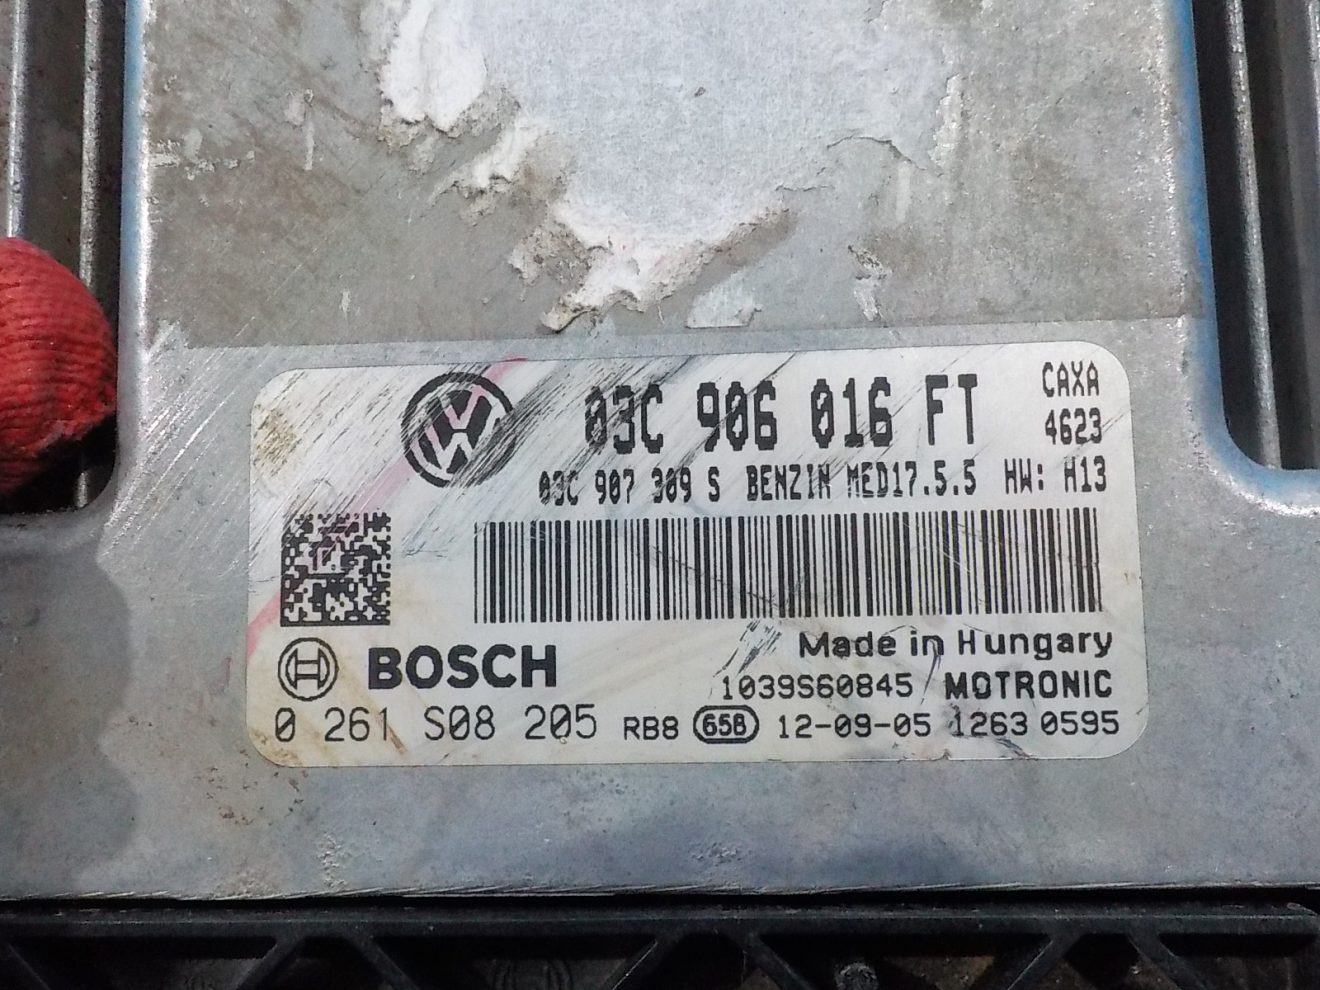 03C 906 016 FT
CAXA
4623
03C 907 309 S BENZIN MED17.5.5 HW: H13
Made in Hungary
BOSCH
1039S60845 MOTRONIC
0 261 S08 205 RB8 65B 12-09-05 1263 0595